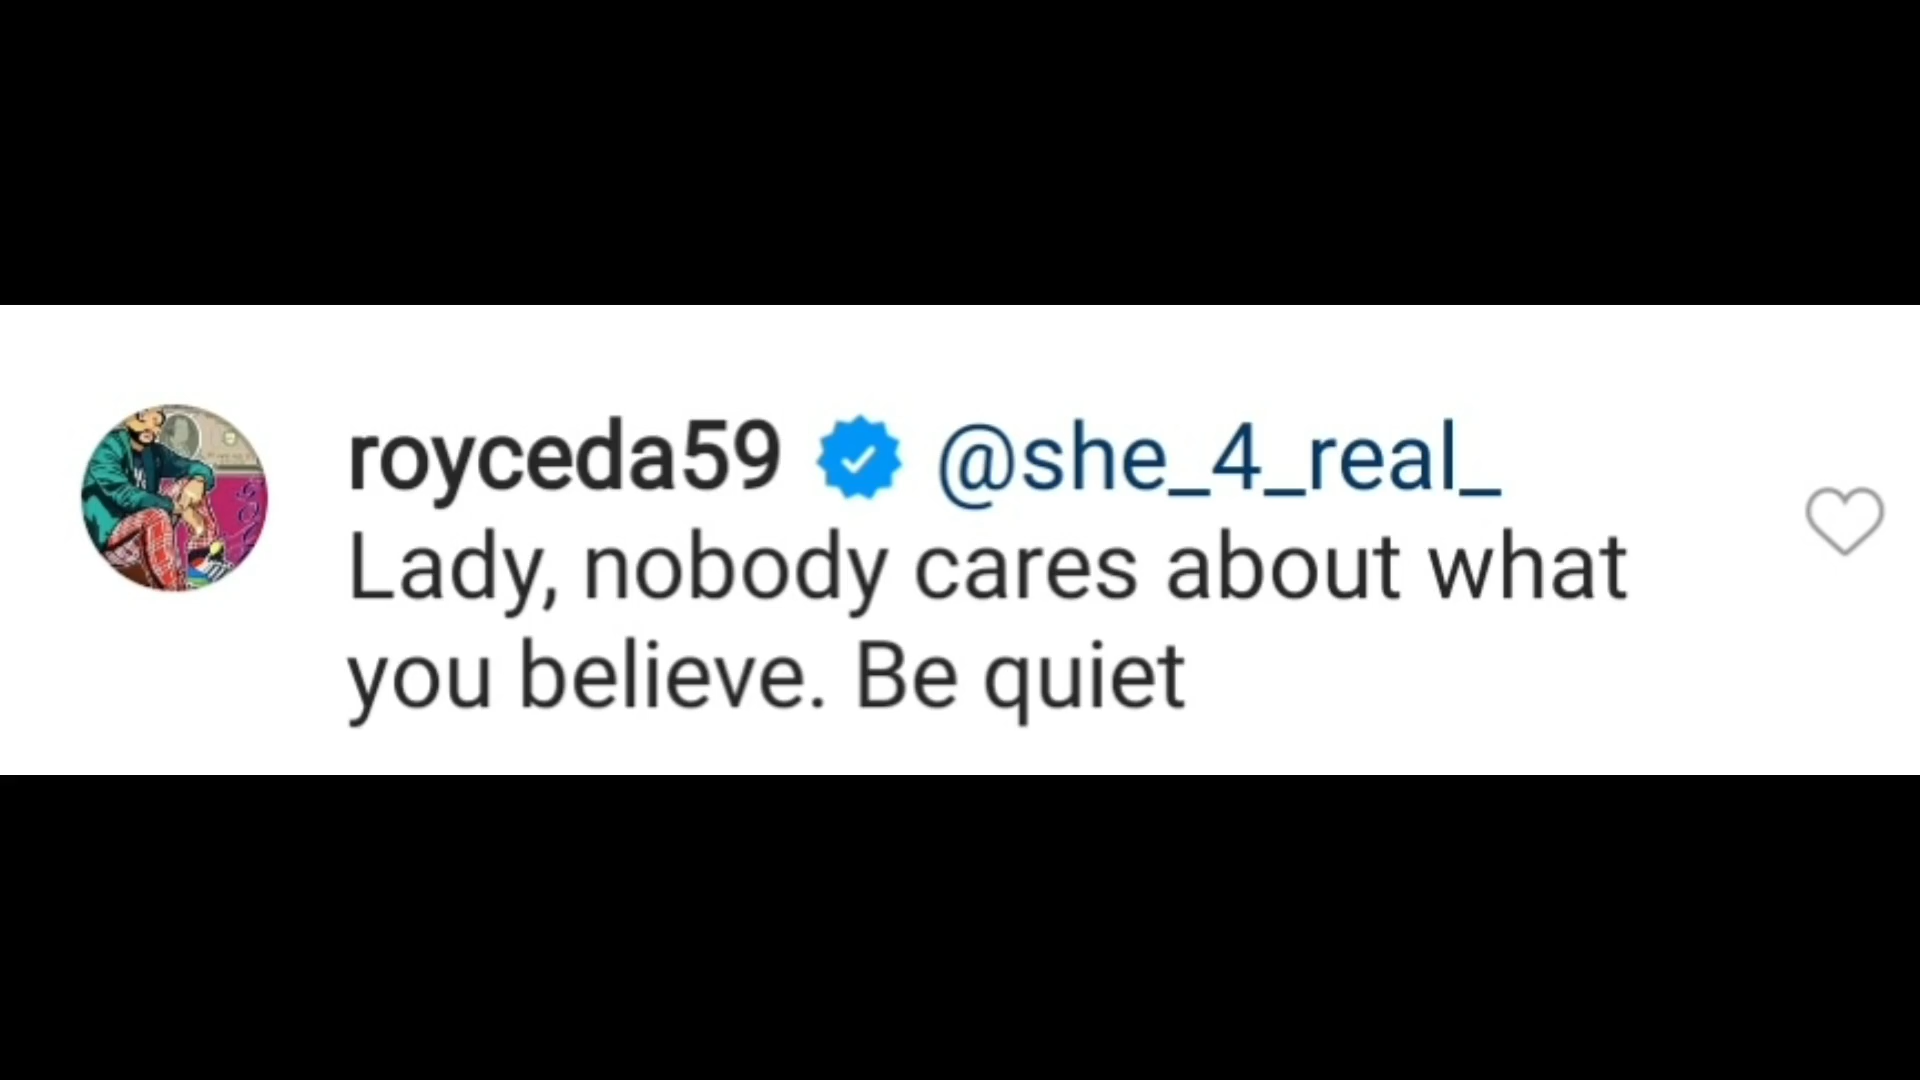 royceda59 @she_4_real_
Lady, nobody cares about what
you believe. Be quiet